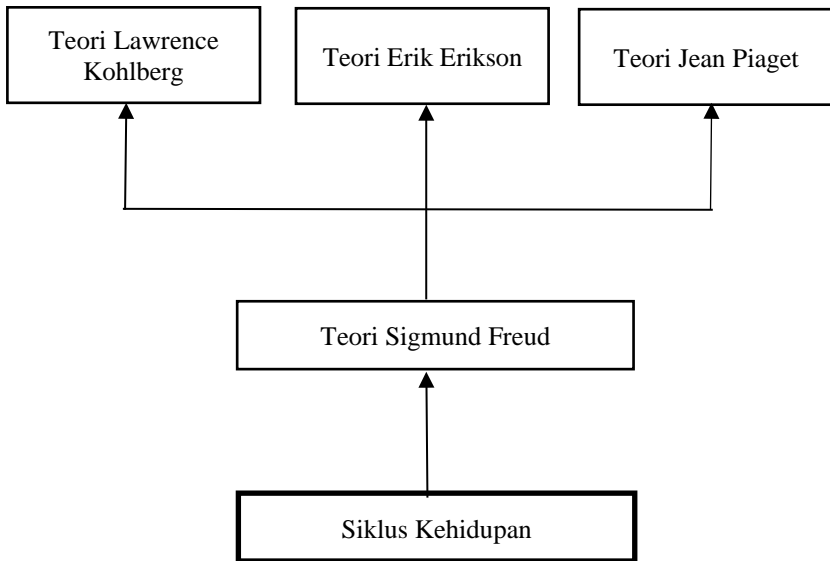 Teori Lawrence
Kohlberg
Teori Erik Erikson
Teori Jean Piaget
Teori Sigmund Freud
Siklus Kehidupan